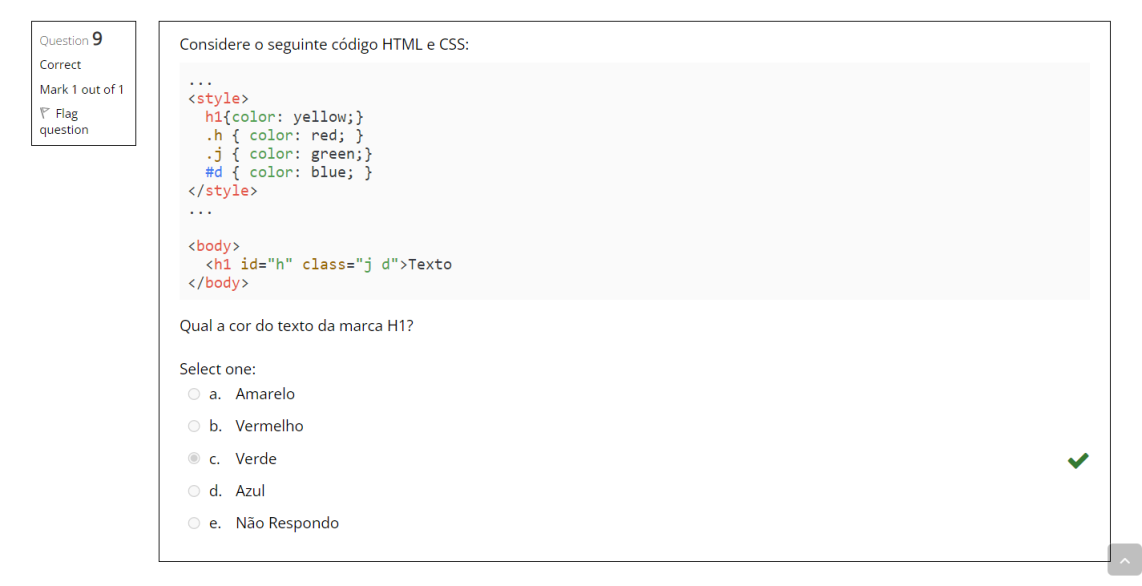 Question 9
Correct
Mark 1 out of 1
Flag
question
Considere o seguinte código HTML e CSS:
...
<style>
  h1{color: yellow;}
  .h { color: red; }
  .j { color: green;}
  #d { color: blue; }
</style>
...
<body>
  <h1 id="h" class="j d">Texto
</body>
Qual a cor do texto da marca H1?
Select one:
a. Amarelo
b. Vermelho
c. Verde
d. Azul
e. Não Respondo